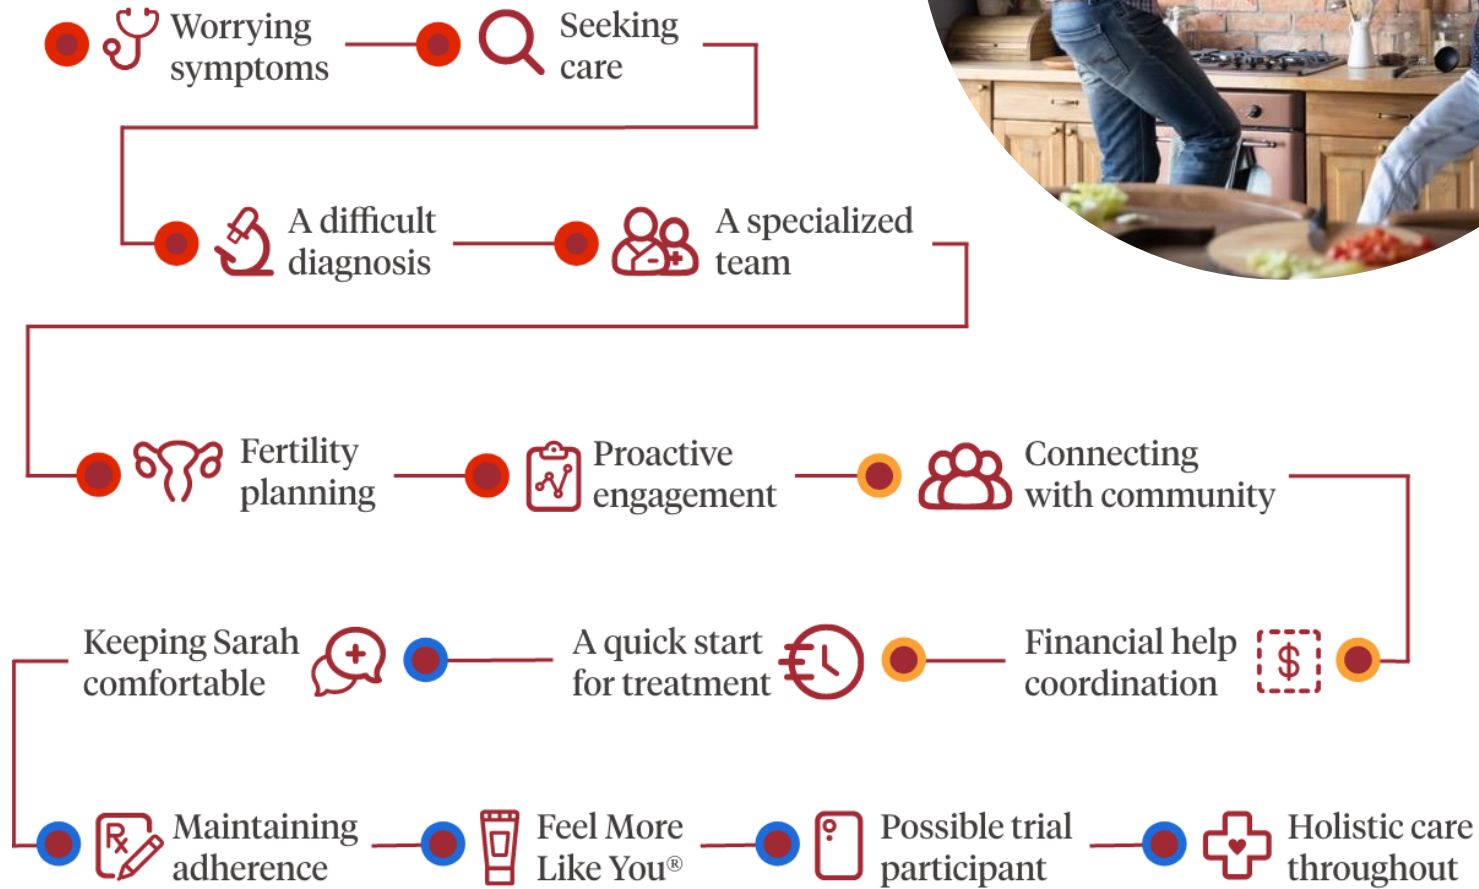 Worrying
symptoms
Seeking
care
A difficult
diagnosis
A specialized
team
Fertility
planning
Proactive
engagement
Connecting
with community
Financial help
coordination
$
A quick start
for treatment
Keeping Sarah
comfortable
Rx
Maintaining
adherence
Feel More
Like You®
Possible trial
participant
Holistic care
throughout